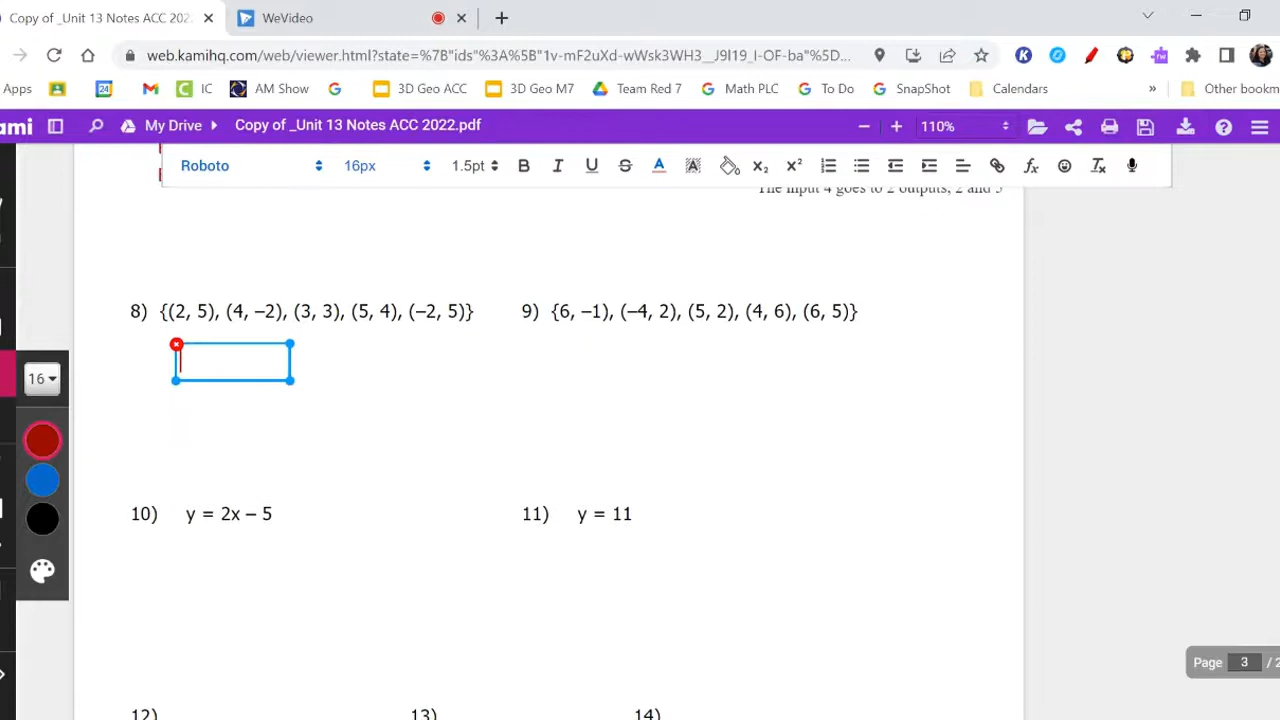 Copy of _Unit 13 Notes ACC 202
WeVideo
web.kamihq.com/web/viewer.html?state=%7B"ids"%3A%5B"1v-mF2uXd-wWsk3WH3__J9I19_I-OF-ba"%5D...
Apps
IC
AM Show
3D Geo ACC
3D Geo M7
Team Red 7
Math PLC
To Do
SnapShot
Calendars
»
Other bookm
ami
My Drive
Copy of _Unit 13 Notes ACC 2022.pdf
110%
Roboto
16px
1.5pt
The input 4 goes to 2 outputs, 2 and 5
8) {(2, 5), (4, –2), (3, 3), (5, 4), (–2, 5)}
9) {6, –1), (–4, 2), (5, 2), (4, 6), (6, 5)}
16
10) y = 2x – 5
11) y = 11
Page 3 / 2
12)
13)
14)